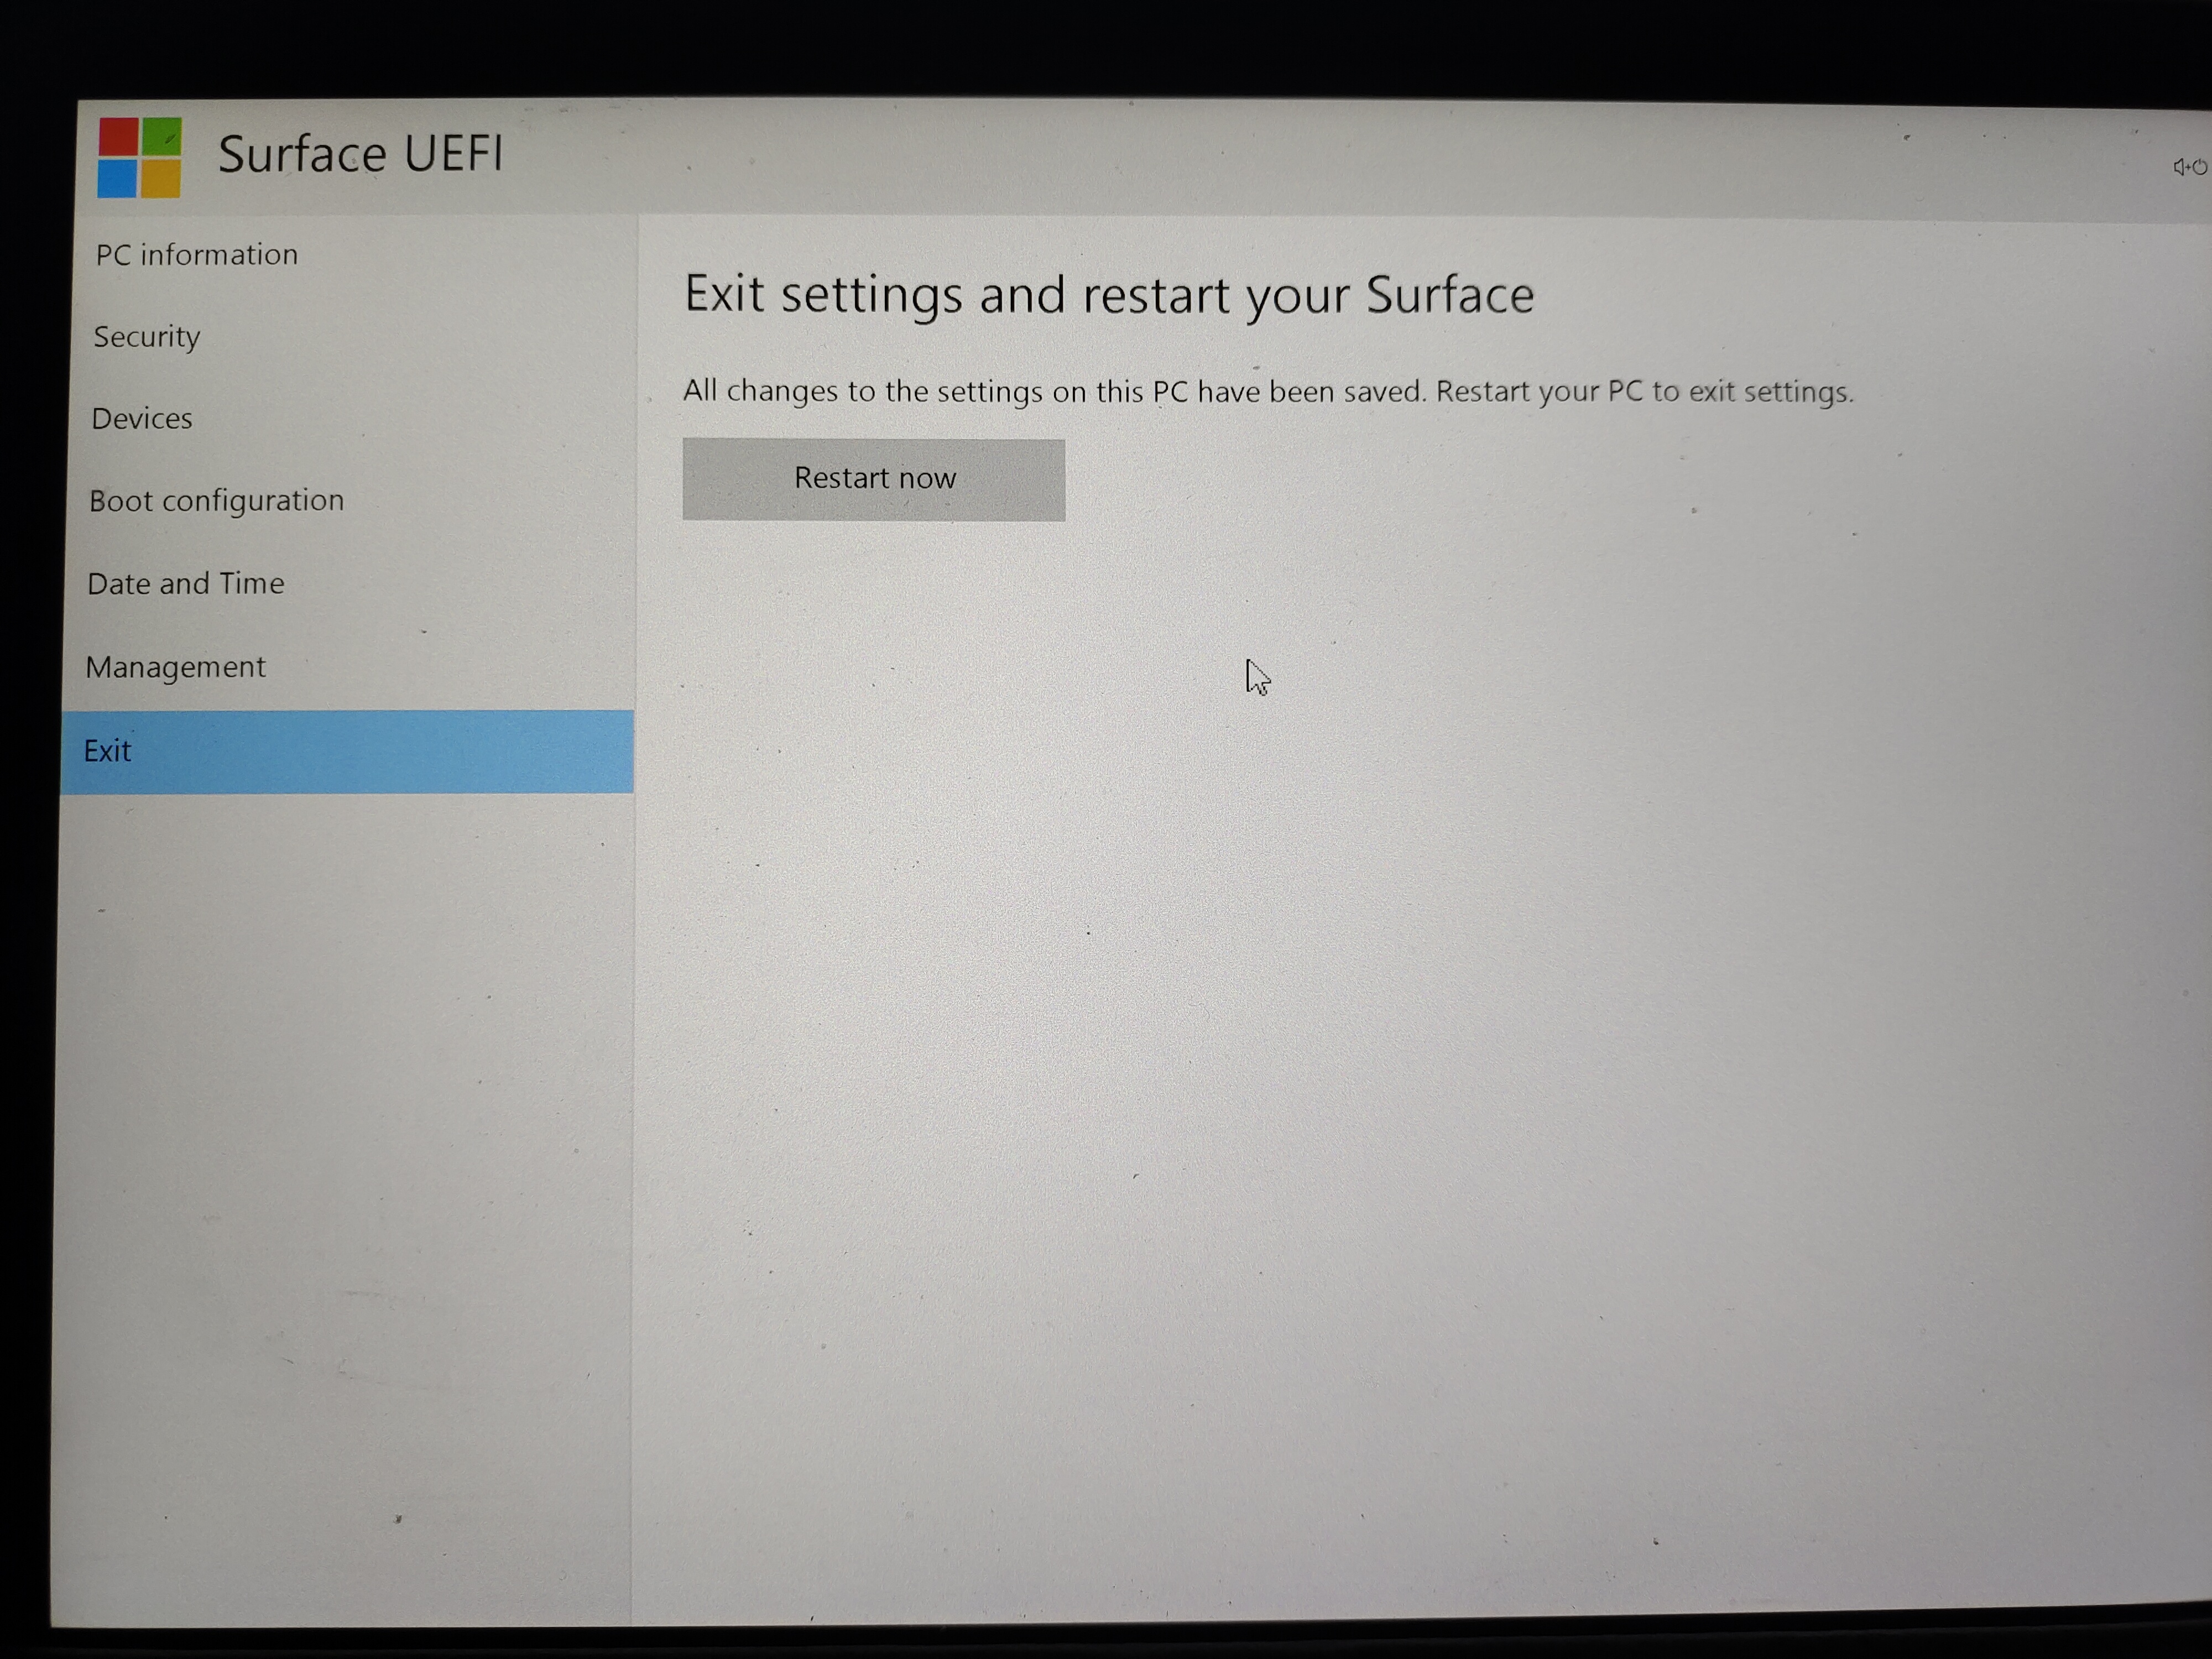 Surface UEFI
PC information
Security
Devices
Boot configuration
Date and Time
Management
Exit
Exit settings and restart your Surface
All changes to the settings on this PC have been saved. Restart your PC to exit settings.
Restart now